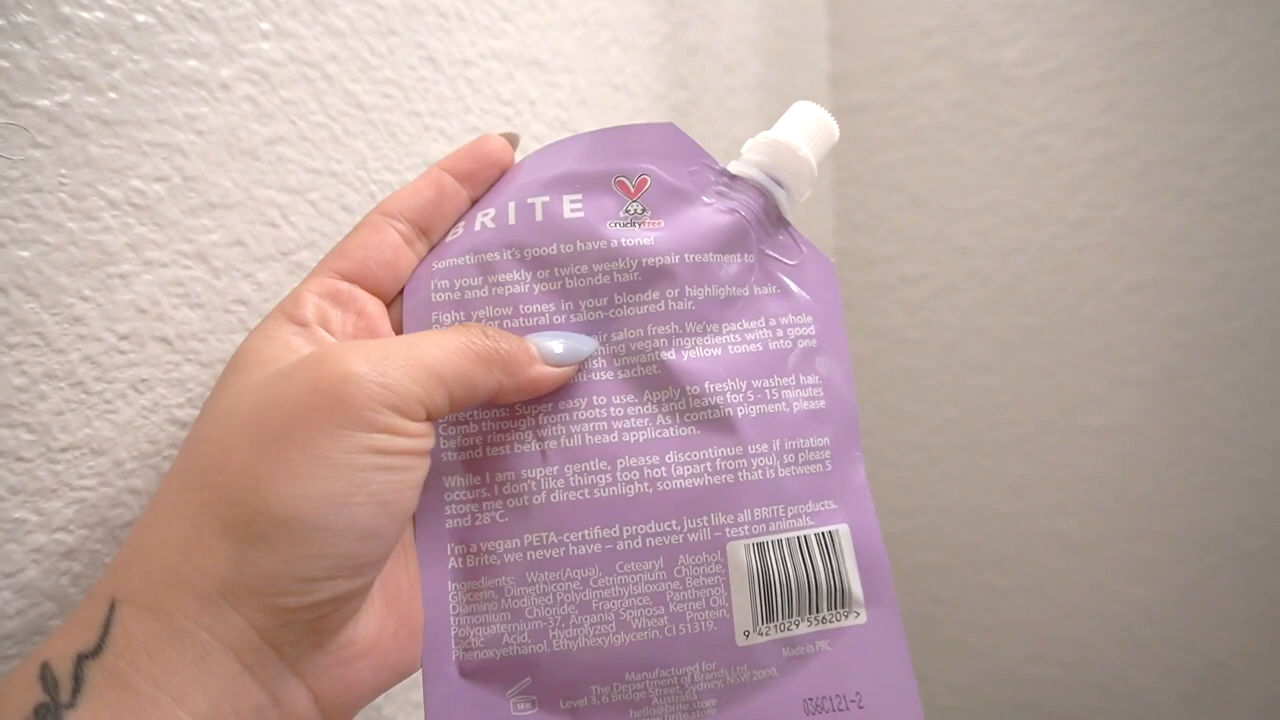 BRITE
crueltyfree
Sometimes it's good to have a tone!
I'm your weekly or twice weekly repair treatment to
tone and repair your blonde hair.
Fight yellow tones in your blonde or highlighted hair.
for natural or salon-coloured hair.
salon fresh. We've packed a whole
vegan ingredients with a good
unwanted yellow tones into one
sachet.
Directions: Super easy to use. Apply to freshly washed hair.
Comb through from roots to ends and leave for 5 - 15 minutes
before rinsing with warm water. As I contain pigment, please
strand test before full head application.
While I am super gentle, please discontinue use if irritation
occurs. I don't like things too hot (apart from you), so please
store me out of direct sunlight, somewhere that is between 5
and 28°C.
I'm a vegan PETA-certified product, just like all BRITE products.
At Brite, we never have – and never will – test on animals.
Ingredients: Water(Aqua), Cetearyl Alcohol,
Glycerin, Dimethicone, Cetrimonium Chloride,
Diamino Modified Polydimethylsiloxane, Behen-
trimonium Chloride, Fragrance, Panthenol,
Polyquaternium-37, Argania Spinosa Kernel Oil,
Lactic Acid, Hydrolyzed Wheat Protein,
Phenoxyethanol, Ethylhexylglycerin, CI 51319.
9 421029 556209 >
Made in PRC
Manufactured for
The Department of Brands Ltd.
Level 3, 6 Bridge Street, Sydney, NSW 2000,
Australia
hello@brite.store
036C121-2